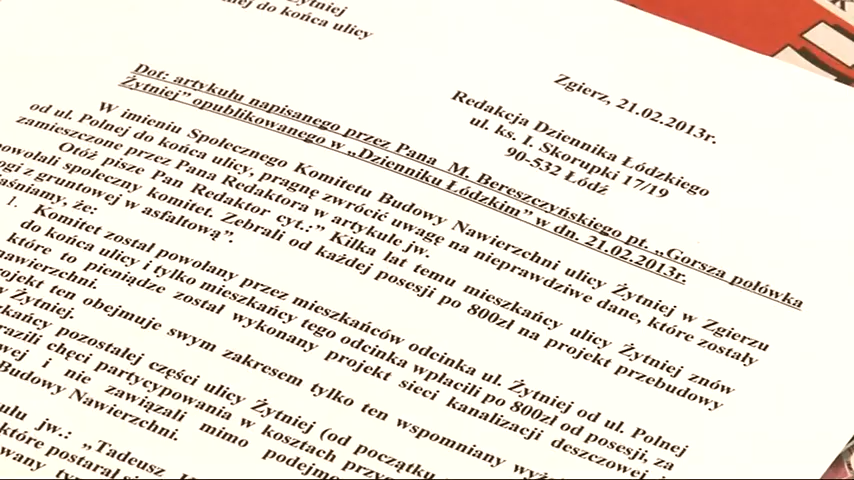 Żytniej
do końca ulicy
Zgierz, 21.02.2013r.
Redakcja Dziennika Łódzkiego
ul. ks. I. Skorupki 17/19
90-532 Łódź
Dot: artykułu napisanego przez Pana M. Bereszczyńskiego pt. „Gorsza połówka
Żytniej” opublikowanego w „Dzienniku Łódzkim” w dn. 21.02.2013r.
W imieniu Społecznego Komitetu Budowy Nawierzchni ulicy Żytniej w Zgierzu
od ul. Polnej do końca ulicy, pragnę zwrócić uwagę na nieprawdziwe dane, które zostały
zamieszczone przez Pana Redaktora w artykule jw.
Otóż pisze Pan Redaktor cyt.:” Kilka lat temu mieszkańcy ulicy Żytniej znów
powołali społeczny komitet. Zebrali od każdej posesji po 800zł na projekt przebudowy
z gruntowej w asfaltową”.
że:
1. Komitet został powołany przez mieszkańców odcinka ul. Żytniej od ul. Polnej
do końca ulicy i tylko mieszkańcy tego odcinka wpłacili po 800zł od posesji, za
które to pieniądze został wykonany projekt sieci kanalizacji deszczowej i
nawierzchni.
ten obejmuje swym zakresem tylko ten wspomniany
Żytniej.
pozostałej części ulicy Żytniej (od początku
chęci partycypowania w kosztach
i nie zawiązali mimo
Budowy Nawierzchni.
jw.: „Tadeusz
które postarał